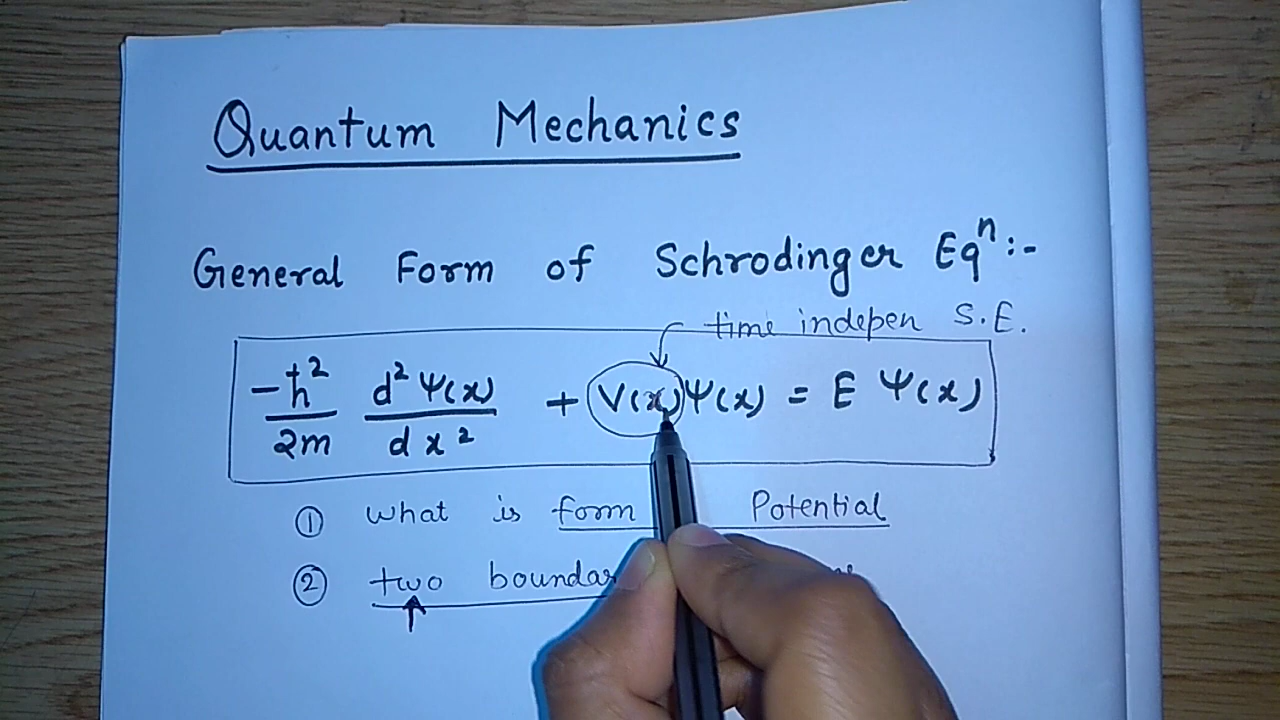 Quantum Mechanics
General Form of Schrodinger Eqⁿ:-
time indepen S.E.
-ħ²/2m d²Ψ(x)/dx² + V(x)Ψ(x) = E Ψ(x)
① what is form Potential
② two